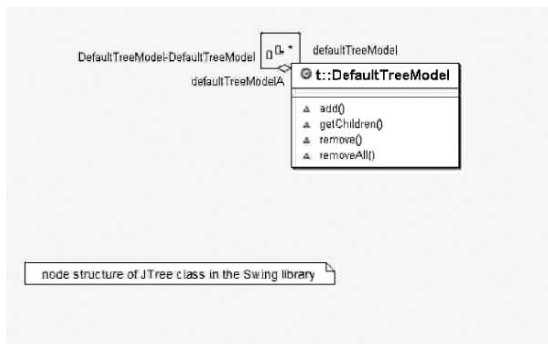 DefaultTreeModel-DefaultTreeModel
defaultTreeModel
defaultTreeModelA
t::DefaultTreeModel
add()
getChildren()
remove()
removeAll()
node structure of JTree class in the Swing library